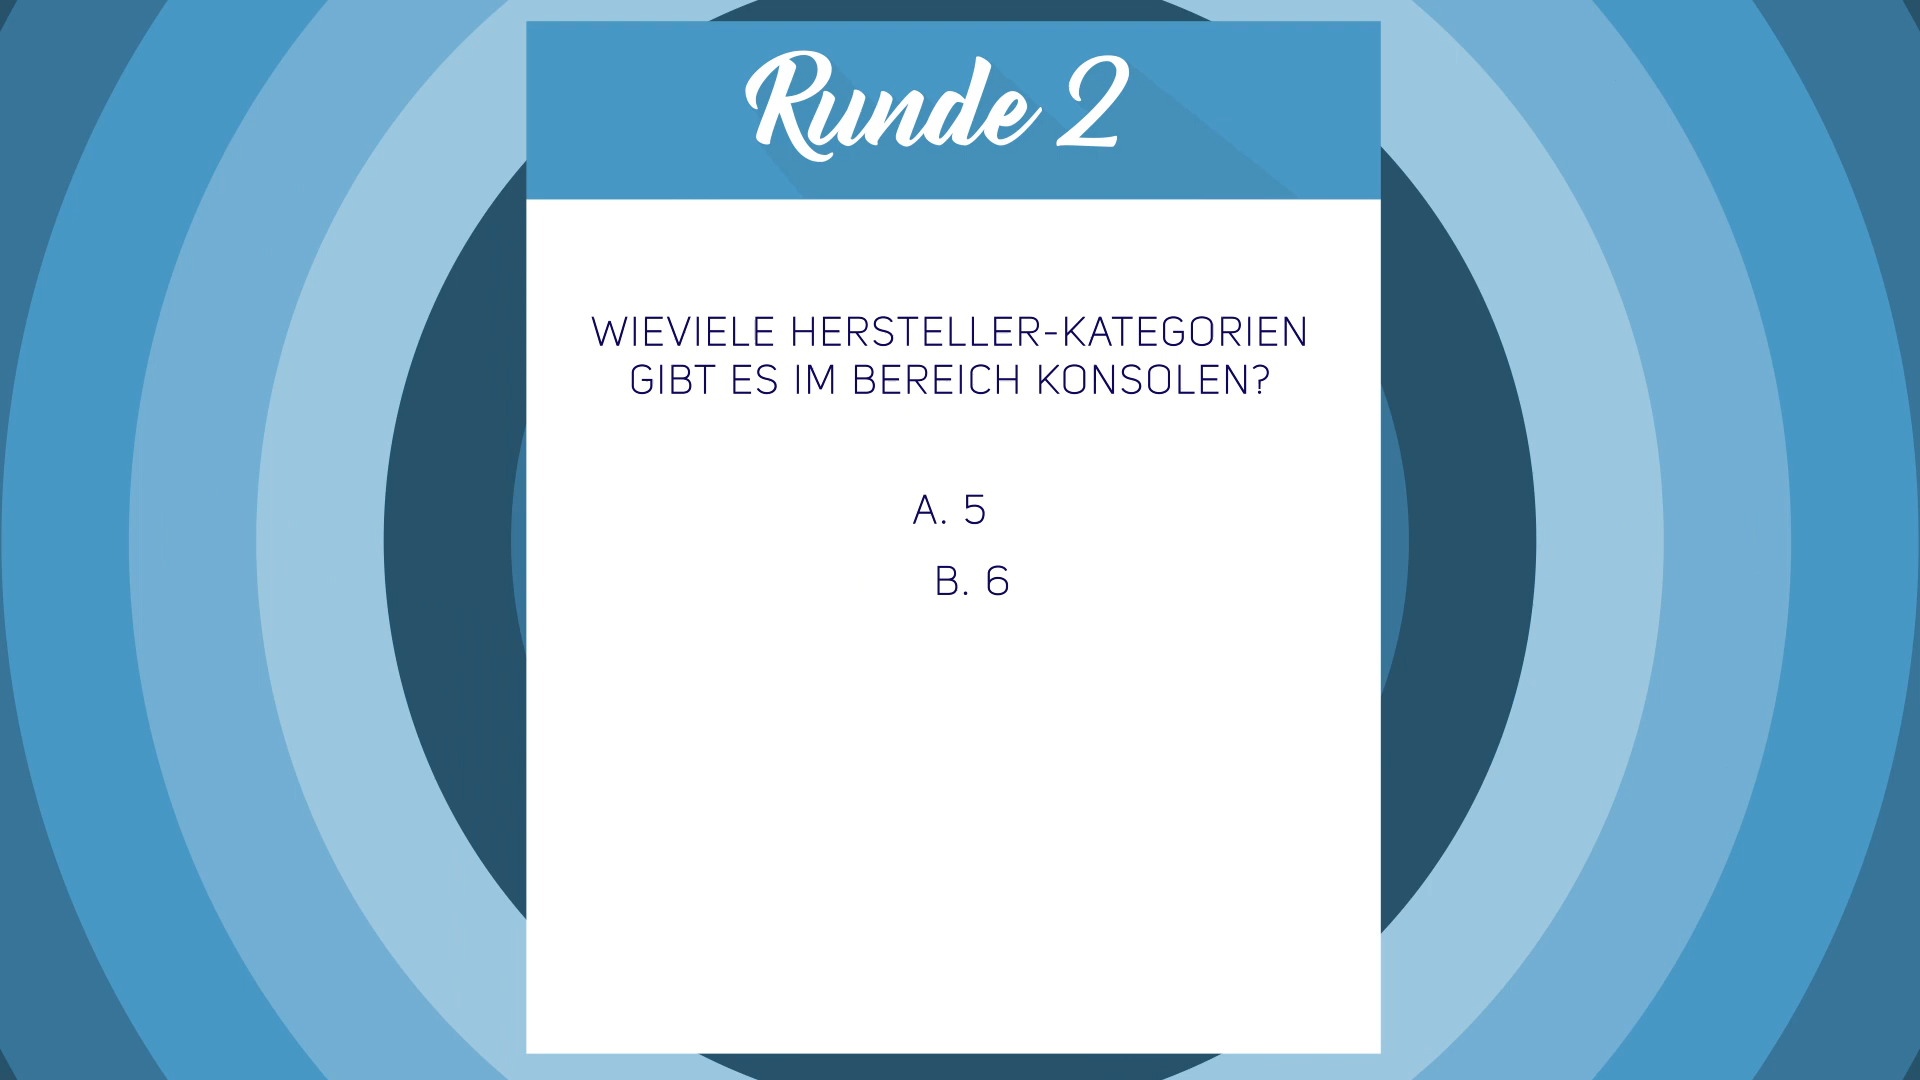 Runde 2
WIEVIELE HERSTELLER-KATEGORIEN
GIBT ES IM BEREICH KONSOLEN?
A. 5
B. 6